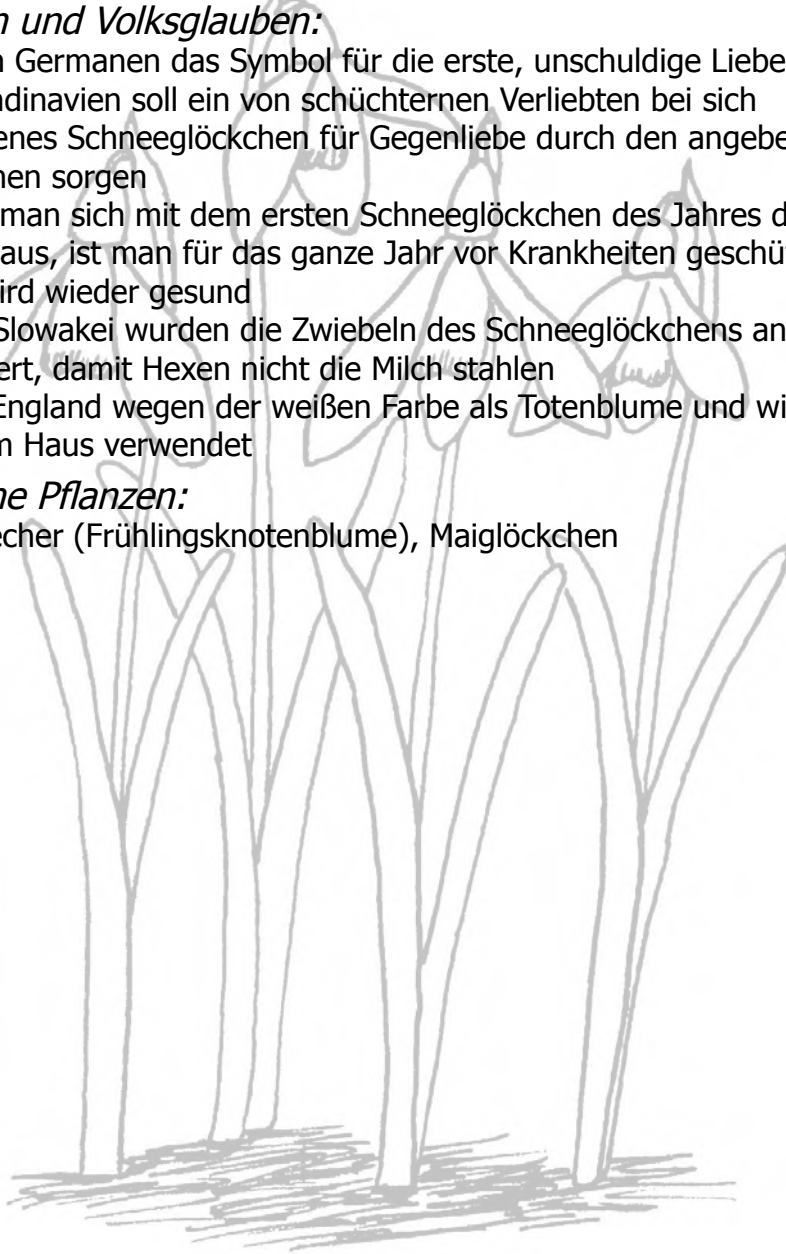 n und Volksglauben:
n Germanen das Symbol für die erste, unschuldige Liebe
ndinavien soll ein von schüchternen Verliebten bei sich
enes Schneeglöckchen für Gegenliebe durch den angebe
nen sorgen
man sich mit dem ersten Schneeglöckchen des Jahres d
aus, ist man für das ganze Jahr vor Krankheiten geschü
ird wieder gesund
Slowakei wurden die Zwiebeln des Schneeglöckchens an
ert, damit Hexen nicht die Milch stahlen
England wegen der weißen Farbe als Totenblume und wi
m Haus verwendet
ne Pflanzen:
echer (Frühlingsknotenblume), Maiglöckchen